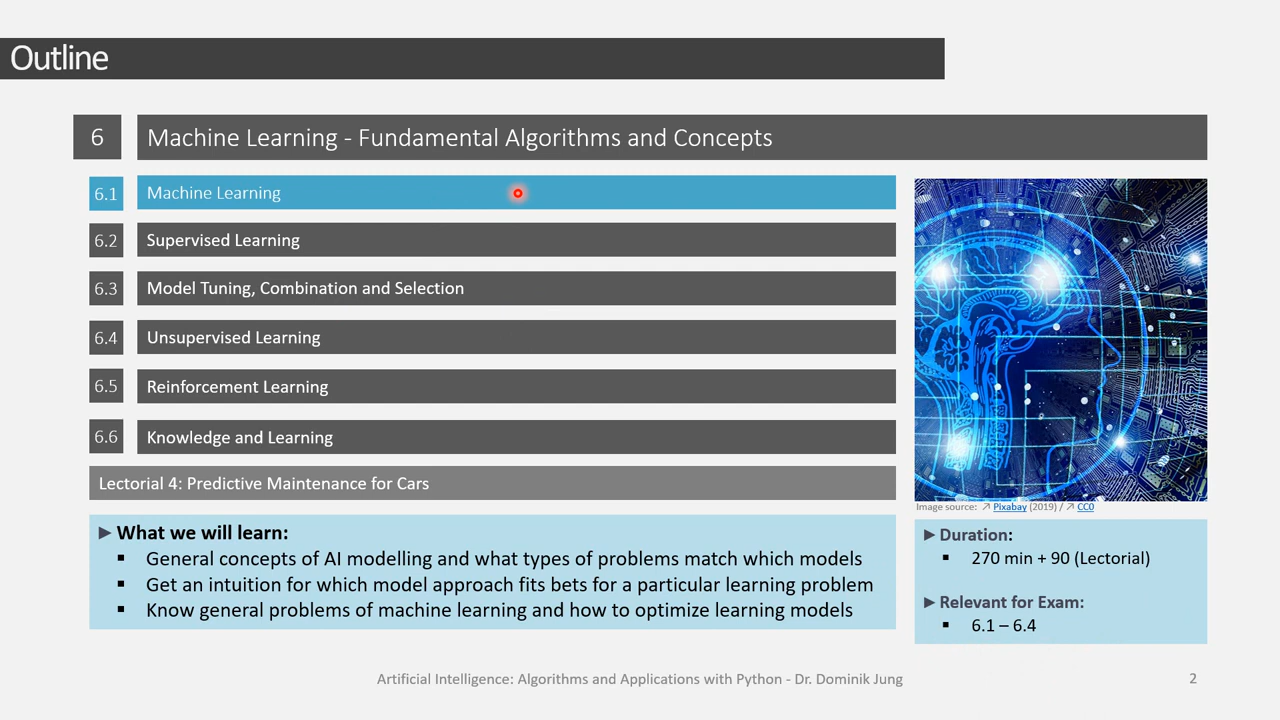 Outline
6 Machine Learning - Fundamental Algorithms and Concepts
6.1 Machine Learning
6.2 Supervised Learning
6.3 Model Tuning, Combination and Selection
6.4 Unsupervised Learning
6.5 Reinforcement Learning
6.6 Knowledge and Learning
Lectorial 4: Predictive Maintenance for Cars
►What we will learn:
▪ General concepts of AI modelling and what types of problems match which models
▪ Get an intuition for which model approach fits bets for a particular learning problem
▪ Know general problems of machine learning and how to optimize learning models
Image source: ↗ Pixabay (2019) / ↗ CC0
►Duration:
▪ 270 min + 90 (Lectorial)
►Relevant for Exam:
▪ 6.1 – 6.4
Artificial Intelligence: Algorithms and Applications with Python - Dr. Dominik Jung
2